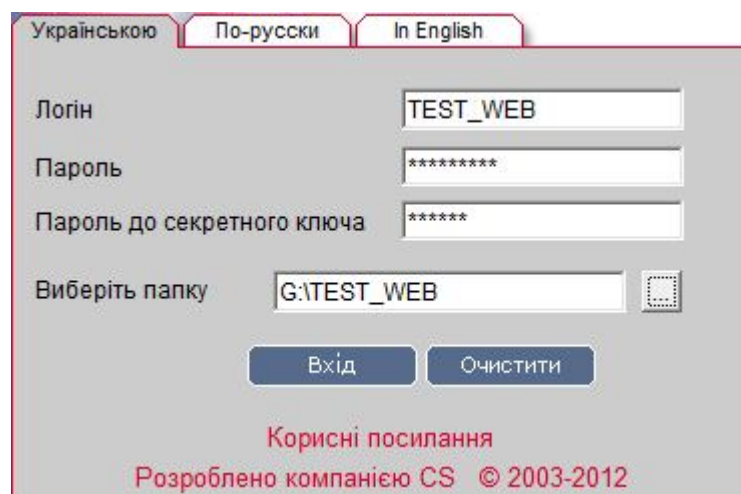 Українською По-русски In English
Логін TEST_WEB
Пароль *********
Пароль до секретного ключа ******
Виберіть папку G:\TEST_WEB ...
Вхід Очистити
Корисні посилання
Розроблено компанією CS © 2003-2012